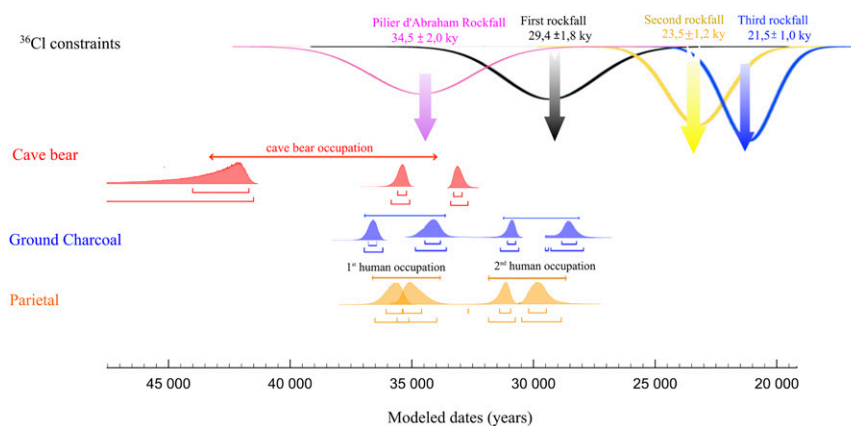 Pilier d'Abraham Rockfall
34,5 ± 2,0 ky
First rockfall
29,4 ±1,8 ky
Second rockfall
23,5±1,2 ky
Third rockfall
21,5± 1,0 ky
³⁶Cl constraints
Cave bear
cave bear occupation
Ground Charcoal
1ˢᵗ human occupation
2ⁿᵈ human occupation
Parietal
45 000
40 000
35 000
30 000
25 000
20 000
Modeled dates (years)